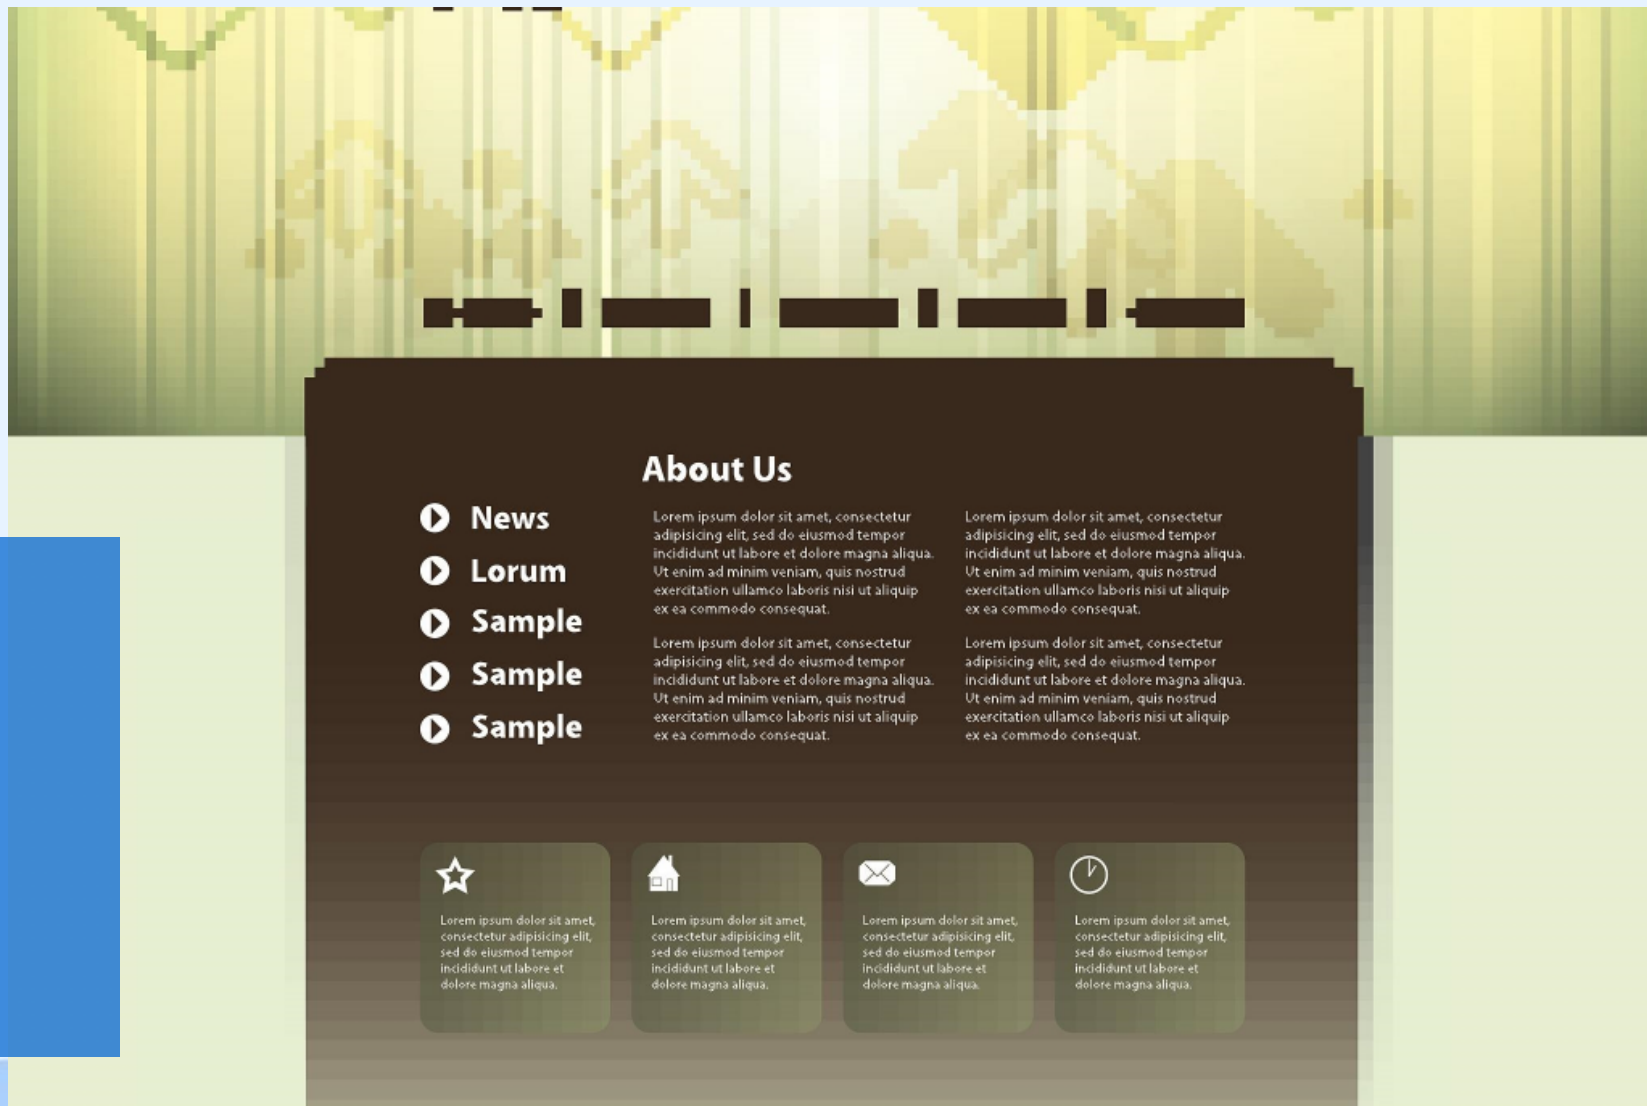 About Us
News
Lorum
Sample
Sample
Sample
Lorem ipsum dolor sit amet, consectetur
adipisicing elit, sed do eiusmod tempor
incididunt ut labore et dolore magna aliqua.
Ut enim ad minim veniam, quis nostrud
exercitation ullamco laboris nisi ut aliquip
ex ea commodo consequat.
Lorem ipsum dolor sit amet, consectetur
adipisicing elit, sed do eiusmod tempor
incididunt ut labore et dolore magna aliqua.
Ut enim ad minim veniam, quis nostrud
exercitation ullamco laboris nisi ut aliquip
ex ea commodo consequat.
Lorem ipsum dolor sit amet, consectetur
adipisicing elit, sed do eiusmod tempor
incididunt ut labore et dolore magna aliqua.
Ut enim ad minim veniam, quis nostrud
exercitation ullamco laboris nisi ut aliquip
ex ea commodo consequat.
Lorem ipsum dolor sit amet, consectetur
adipisicing elit, sed do eiusmod tempor
incididunt ut labore et dolore magna aliqua.
Ut enim ad minim veniam, quis nostrud
exercitation ullamco laboris nisi ut aliquip
ex ea commodo consequat.
Lorem ipsum dolor sit amet,
consectetur adipisicing elit,
sed do eiusmod tempor
incididunt ut labore et
dolore magna aliqua.
Lorem ipsum dolor sit amet,
consectetur adipisicing elit,
sed do eiusmod tempor
incididunt ut labore et
dolore magna aliqua.
Lorem ipsum dolor sit amet,
consectetur adipisicing elit,
sed do eiusmod tempor
incididunt ut labore et
dolore magna aliqua.
Lorem ipsum dolor sit amet,
consectetur adipisicing elit,
sed do eiusmod tempor
incididunt ut labore et
dolore magna aliqua.